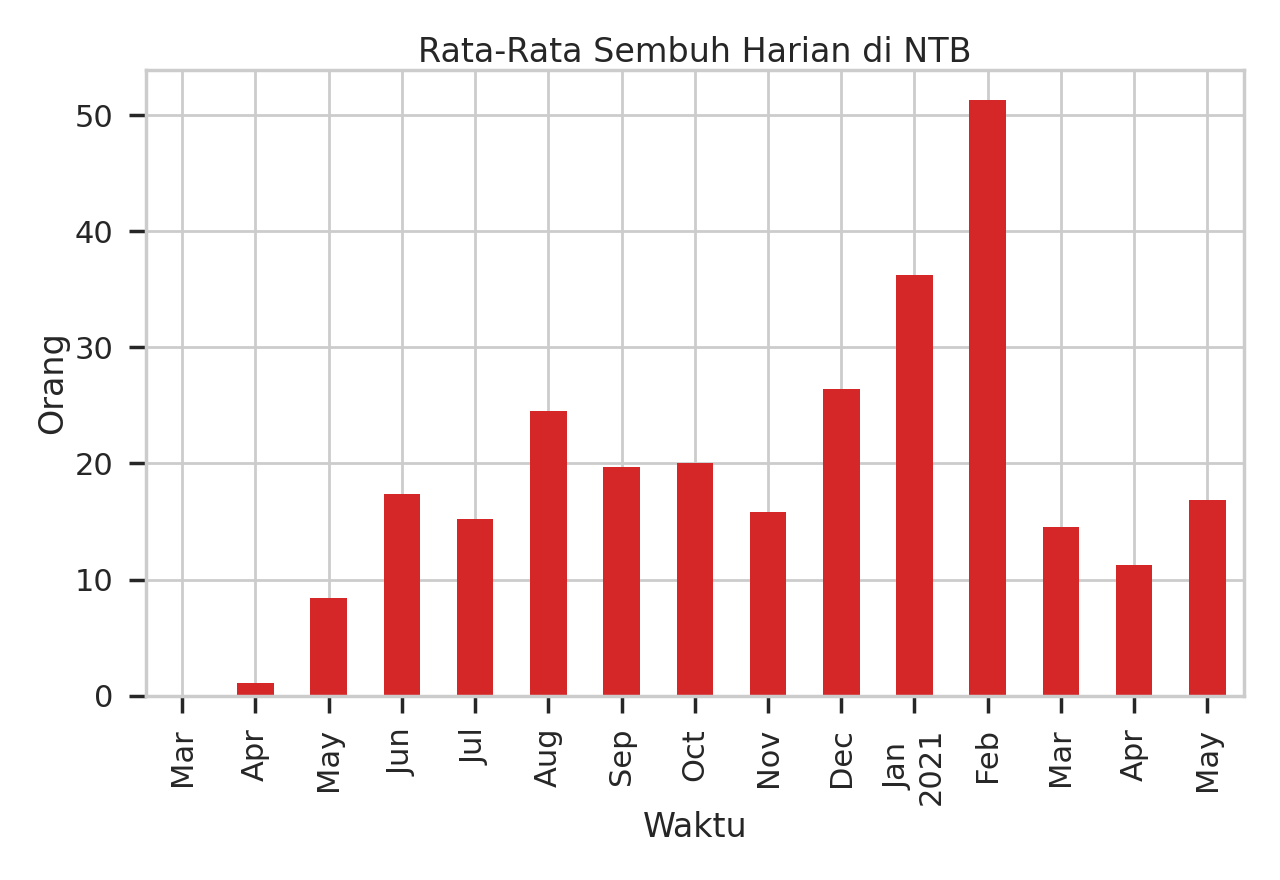 Rata-Rata Sembuh Harian di NTB
50
40
30
20
10
0
Orang
Mar
Apr
May
Jun
Jul
Aug
Sep
Oct
Nov
Dec
Jan
2021
Feb
Mar
Apr
May
Waktu